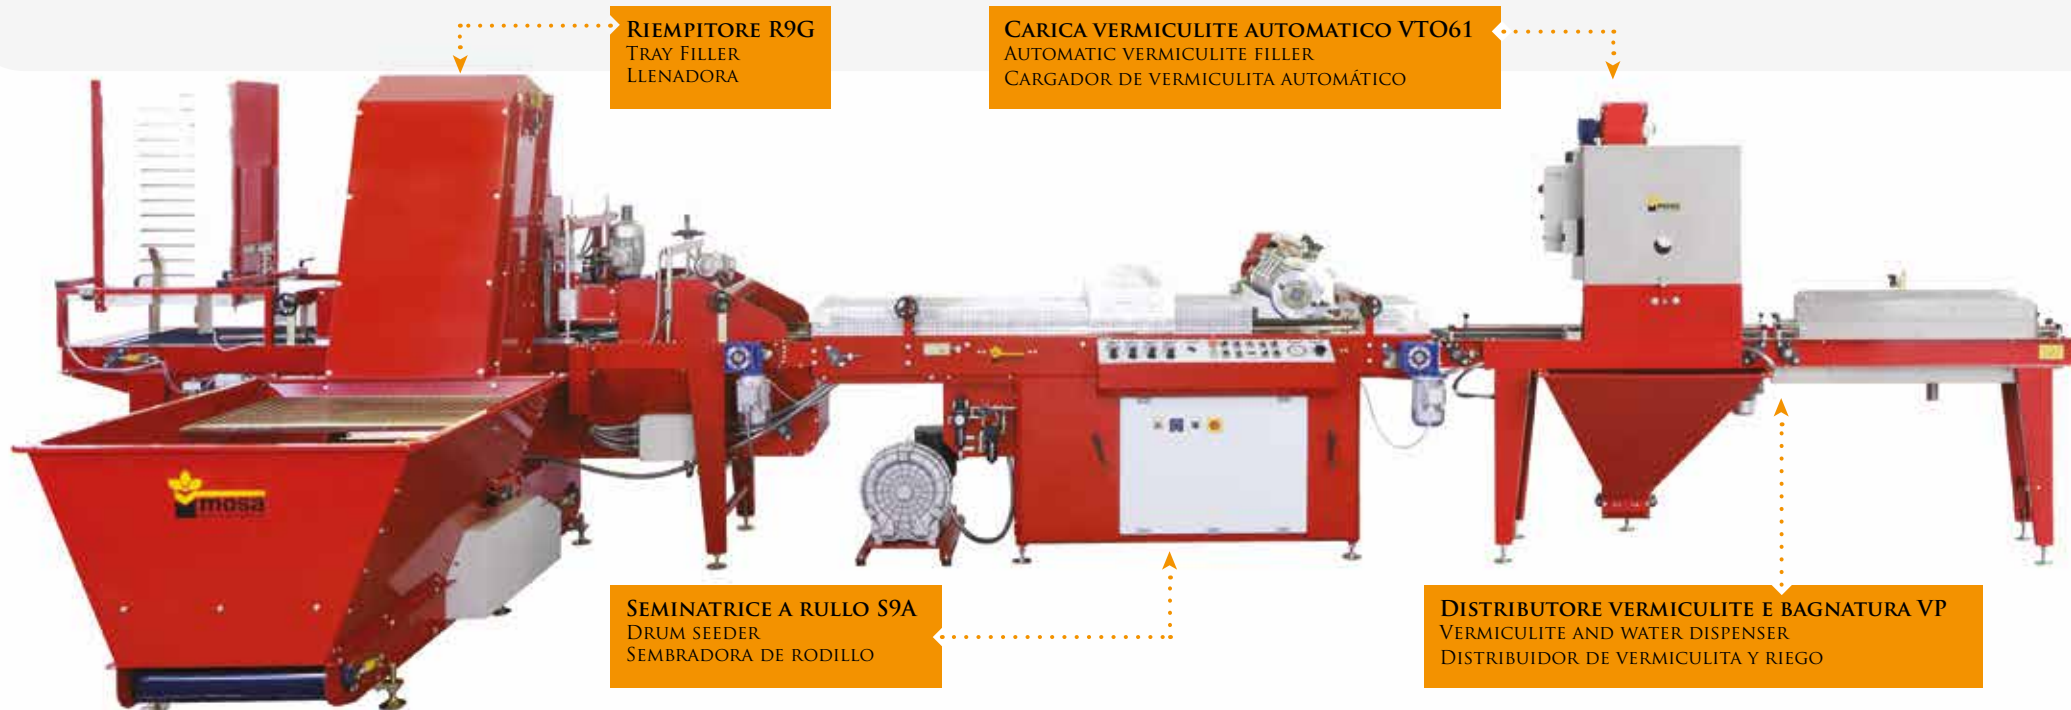 RIEMPITORE R9G
TRAY FILLER
LLENADORA
CARICA VERMICULITE AUTOMATICO VTO61
AUTOMATIC VERMICULITE FILLER
CARGADOR DE VERMICULITA AUTOMÁTICO
mosa
mosa
SEMINATRICE A RULLO S9A
DRUM SEEDER
SEMBRADORA DE RODILLO
DISTRIBUTORE VERMICULITE E BAGNATURA VP
VERMICULITE AND WATER DISPENSER
DISTRIBUIDOR DE VERMICULITA Y RIEGO